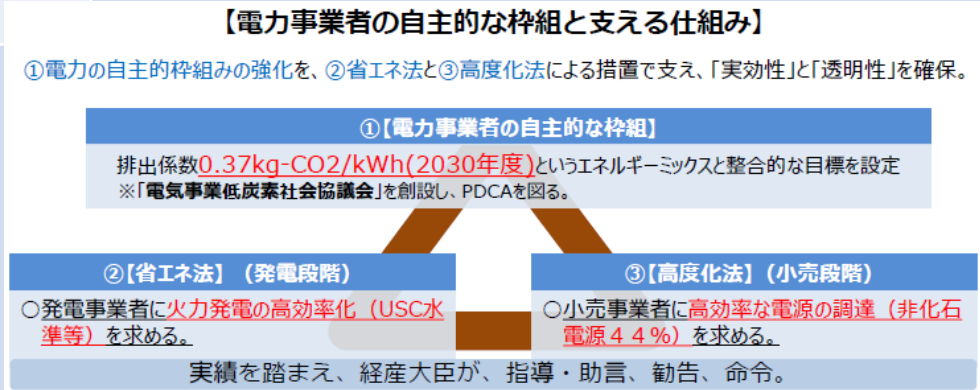 【電力事業者の自主的な枠組と支える仕組み】
①電力の自主的枠組みの強化を、②省エネ法と③高度化法による措置で支え、「実効性」と「透明性」を確保。
①【電力事業者の自主的な枠組】
排出係数0.37kg-CO2/kWh(2030年度)というエネルギーミックスと整合的な目標を設定
※「電気事業低炭素社会協議会」を創設し、PDCAを図る。
②【省エネ法】（発電段階）
○発電事業者に火力発電の高効率化（USC水
準等）を求める。
③【高度化法】（小売段階）
○小売事業者に高効率な電源の調達（非化石
電源４４％）を求める。
実績を踏まえ、経産大臣が、指導・助言、勧告、命令。